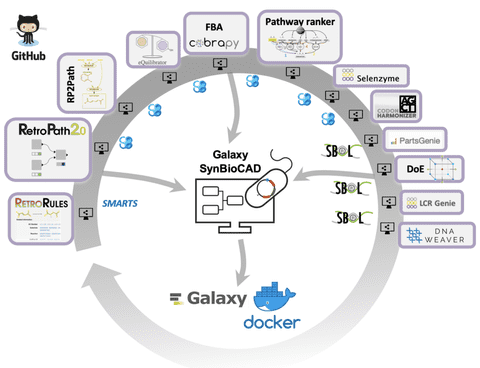 GitHub
FBA
cobrapy
Pathway ranker
eQuilibrator
RP2Path
Selenzyme
CODON
HARMONIZER
RetroPath2.0
PartsGenie
DoE
Galaxy
SynBioCAD
SBOL
SBOL
SBOL
RETRORULES
SMARTS
LCR Genie
DNA
WEAVER
Galaxy
docker